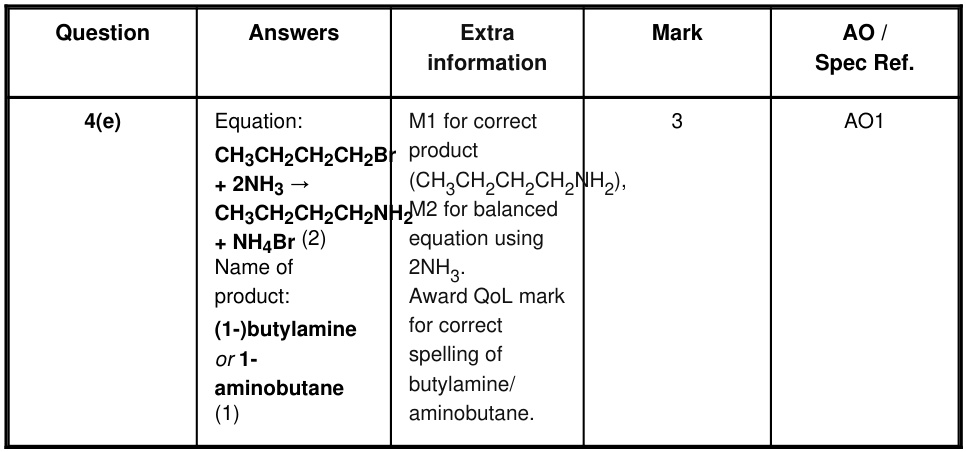 Question
Answers
Extra
information
Mark
AO /
Spec Ref.
4(e)
Equation:
CH₃CH₂CH₂CH₂Br
+ 2NH₃ →
CH₃CH₂CH₂CH₂NH₂
+ NH₄Br (2)
Name of
product:
(1-)butylamine
or 1-
aminobutane
(1)
M1 for correct
product
(CH₃CH₂CH₂CH₂NH₂),
M2 for balanced
equation using
2NH₃.
Award QoL mark
for correct
spelling of
butylamine/
aminobutane.
3
AO1